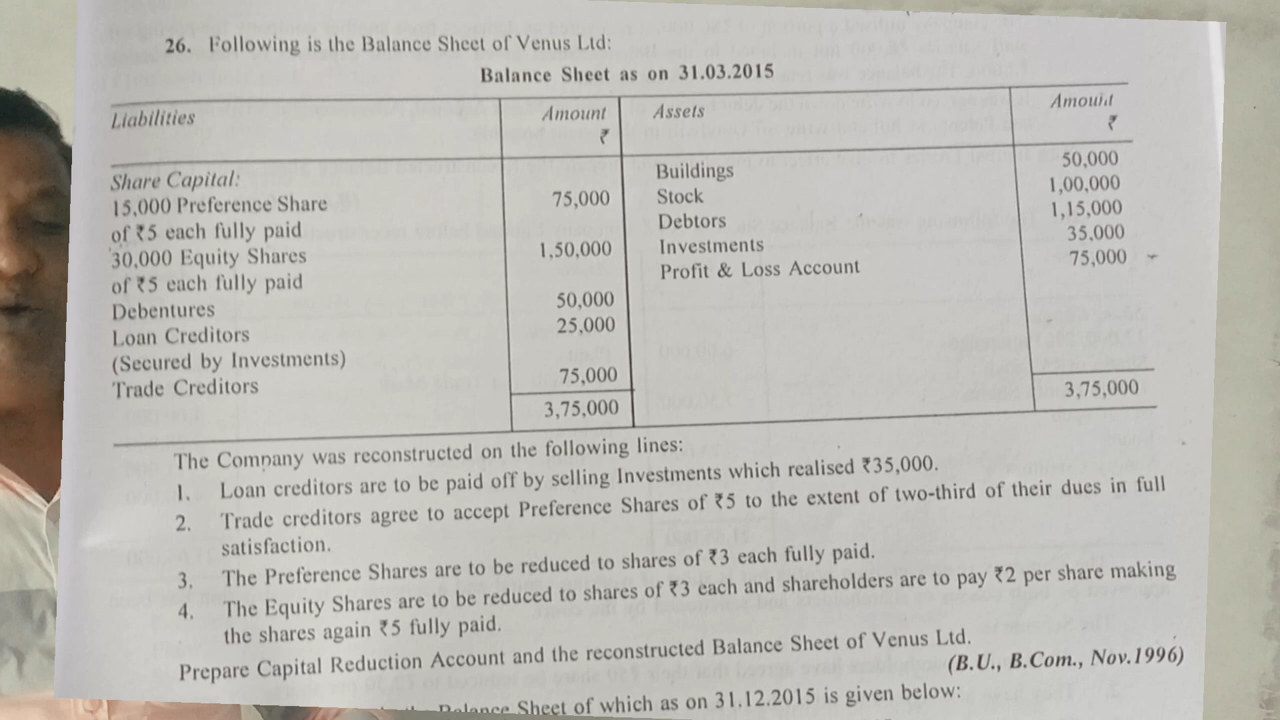 26. Following is the Balance Sheet of Venus Ltd:
Balance Sheet as on 31.03.2015
Liabilities Amount ₹ Assets Amount ₹
Share Capital: Buildings 50,000
15,000 Preference Share 75,000 Stock 1,00,000
of ₹5 each fully paid Debtors 1,15,000
30,000 Equity Shares 1,50,000 Investments 35,000
of ₹5 each fully paid Profit & Loss Account 75,000
Debentures 50,000
Loan Creditors 25,000
(Secured by Investments)
Trade Creditors 75,000
3,75,000 3,75,000
The Company was reconstructed on the following lines:
1. Loan creditors are to be paid off by selling Investments which realised ₹35,000.
2. Trade creditors agree to accept Preference Shares of ₹5 to the extent of two-third of their dues in full
satisfaction.
3. The Preference Shares are to be reduced to shares of ₹3 each fully paid.
4. The Equity Shares are to be reduced to shares of ₹3 each and shareholders are to pay ₹2 per share making
the shares again ₹5 fully paid.
Prepare Capital Reduction Account and the reconstructed Balance Sheet of Venus Ltd.
(B.U., B.Com., Nov.1996)
Balance Sheet of which as on 31.12.2015 is given below: